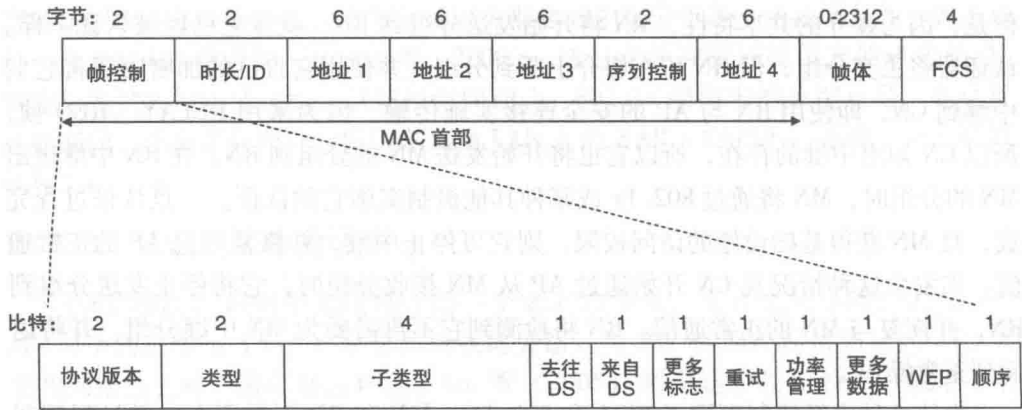 字节: 2 2 6 6 6 2 6 0-2312 4
帧控制 时长/ID 地址 1 地址 2 地址 3 序列控制 地址 4 帧体 FCS
MAC 首部
比特 2 2 4 1 1 1 1 1 1 1 1
协议版本 类型 子类型 去往DS 来自DS 更多标志 重试 功率管理 更多数据 WEP 顺序